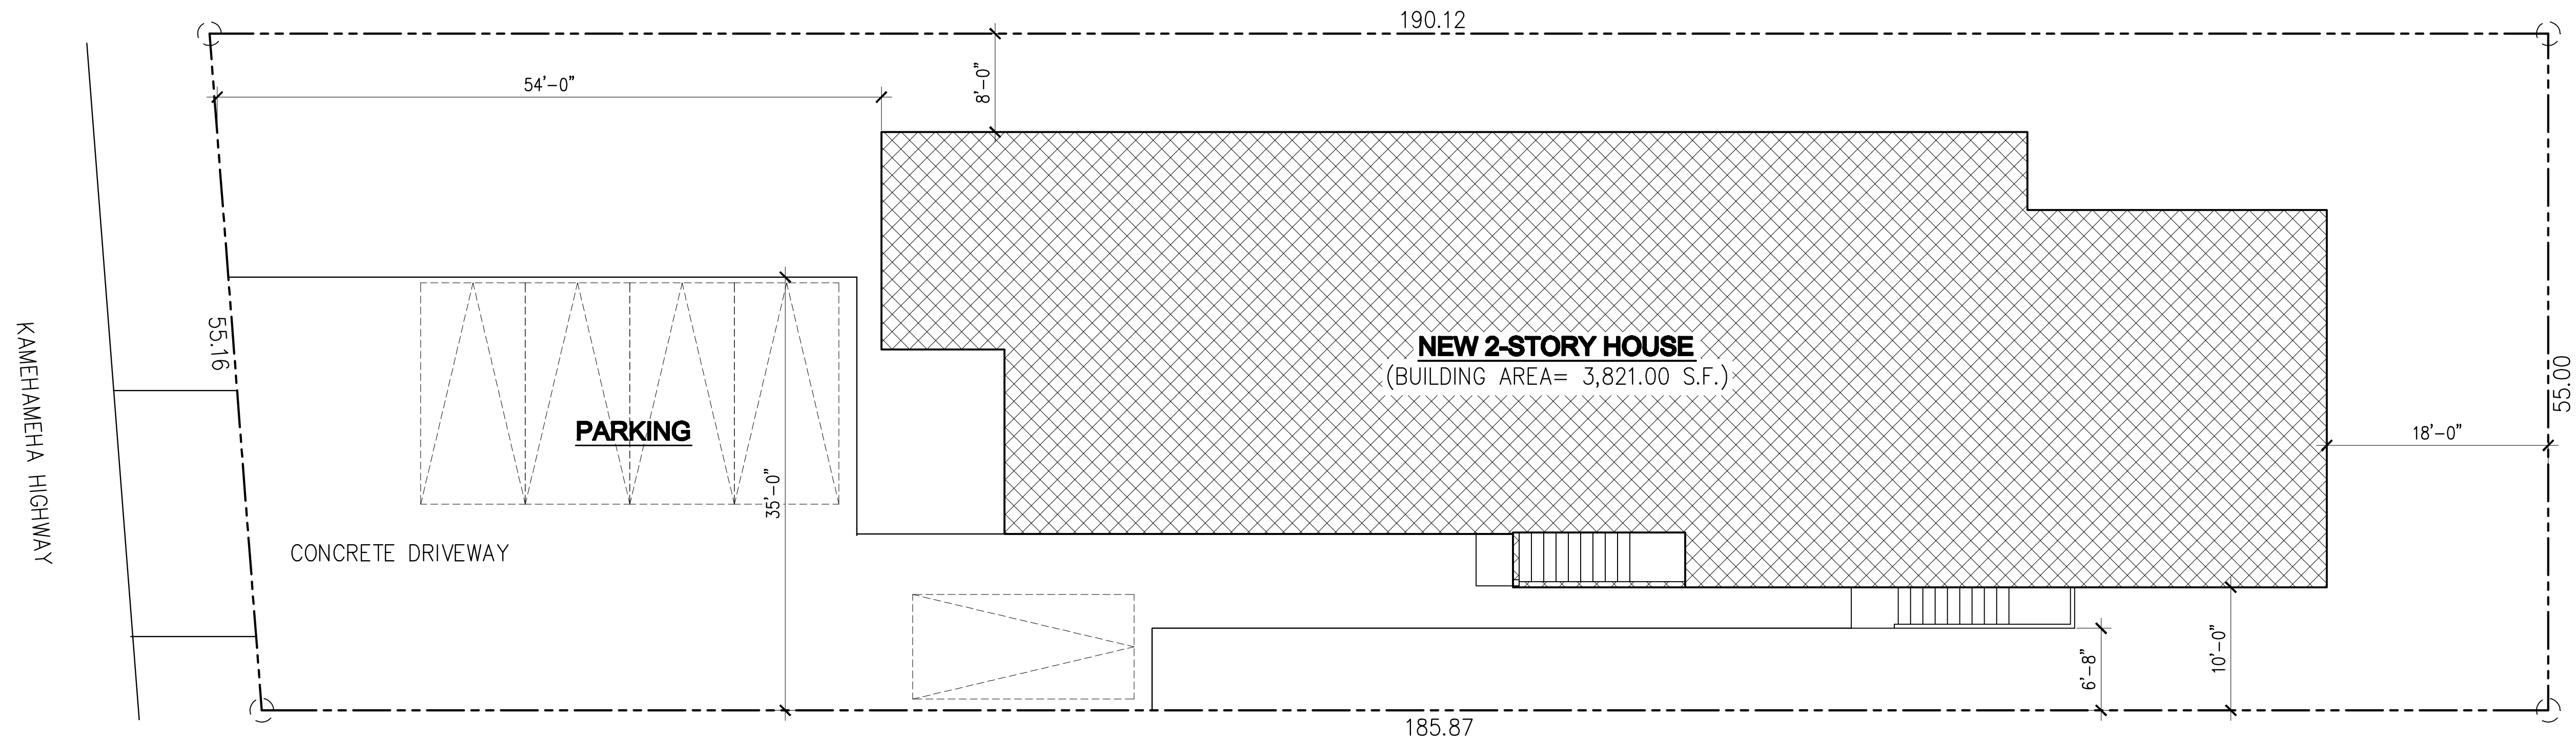 190.12
54'-0"
8'-0"
55.16
KAMEHAMEHA HIGHWAY
NEW 2-STORY HOUSE
(BUILDING AREA= 3,821.00 S.F.)
55.00
PARKING
18'-0"
35'-0"
CONCRETE DRIVEWAY
6'-8"
10'-0"
185.87